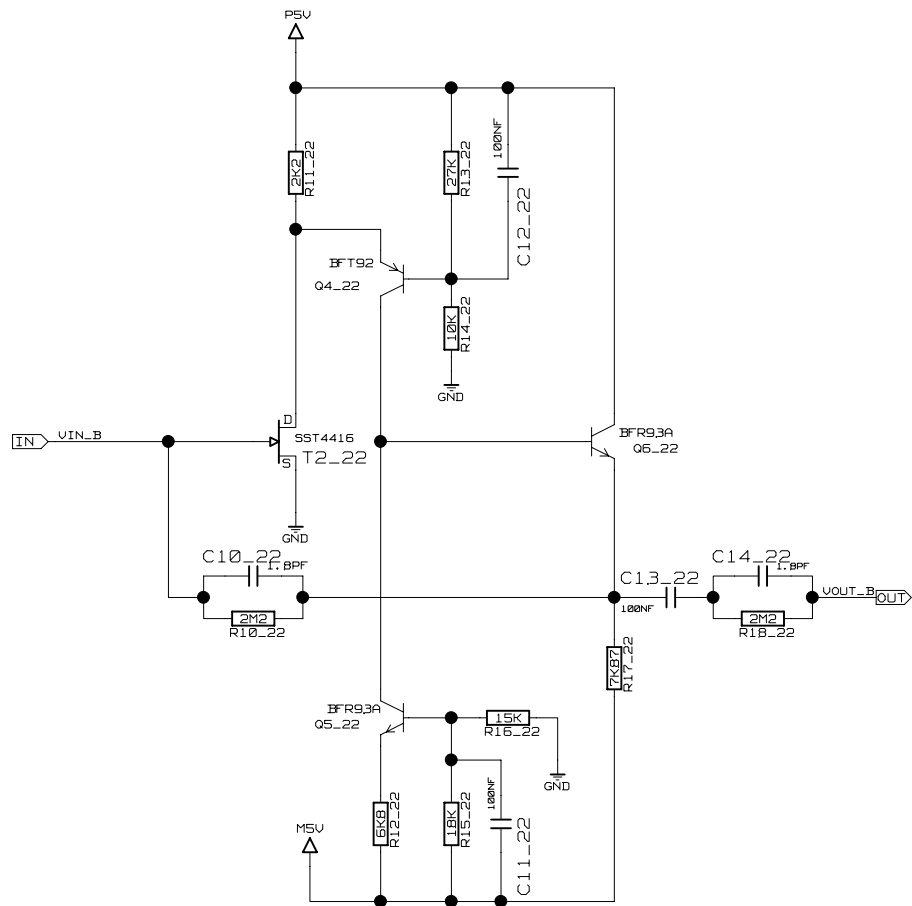 P5V
2K2
R11_22
27K
R13_22
100NF
C12_22
BFT92
Q4_22
10K
R14_22
GND
IN
VIN_B
D
S
SST4416
T2_22
GND
BFR93A
Q6_22
C10_22
1.8PF
2M2
R10_22
C13_22
100NF
C14_22
1.8PF
2M2
R18_22
VOUT_B
OUT
7K87
R17_22
BFR93A
Q5_22
15K
R16_22
GND
6K8
R12_22
18K
R15_22
100NF
C11_22
M5V